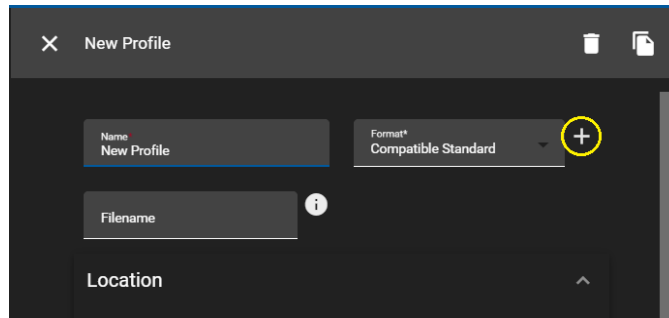 New Profile
Name*
New Profile
Format*
Compatible Standard
Filename
Location